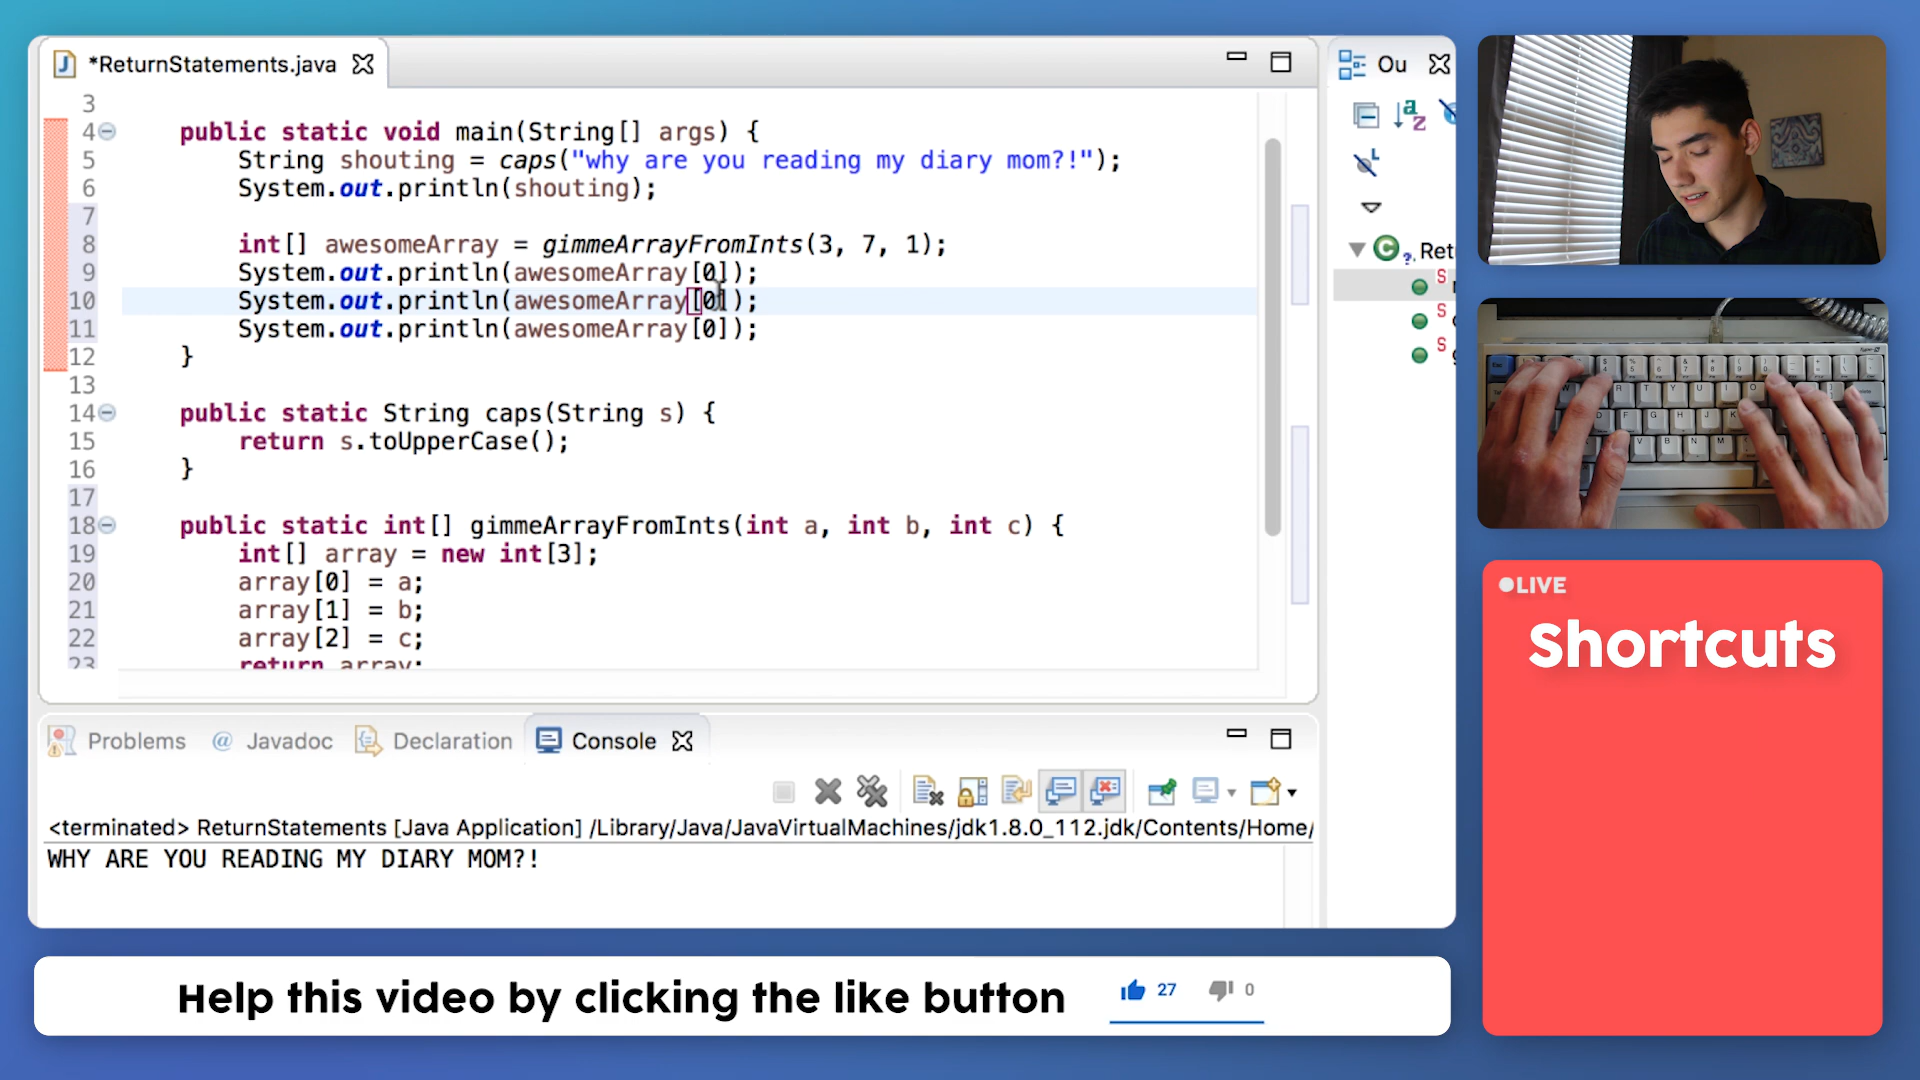 *ReturnStatements.java
Ou
3
4 public static void main(String[] args) {
5 String shouting = caps("why are you reading my diary mom?!");
6 System.out.println(shouting);
7
8 int[] awesomeArray = gimmeArrayFromInts(3, 7, 1);
9 System.out.println(awesomeArray[0]);
10 System.out.println(awesomeArray[0]);
11 System.out.println(awesomeArray[0]);
12 }
13
14 public static String caps(String s) {
15 return s.toUpperCase();
16 }
17
18 public static int[] gimmeArrayFromInts(int a, int b, int c) {
19 int[] array = new int[3];
20 array[0] = a;
21 array[1] = b;
22 array[2] = c;
23 return array;
Ret
Problems @ Javadoc Declaration Console
<terminated> ReturnStatements [Java Application] /Library/Java/JavaVirtualMachines/jdk1.8.0_112.jdk/Contents/Home/
WHY ARE YOU READING MY DIARY MOM?!
LIVE
Shortcuts
Help this video by clicking the like button
27 0